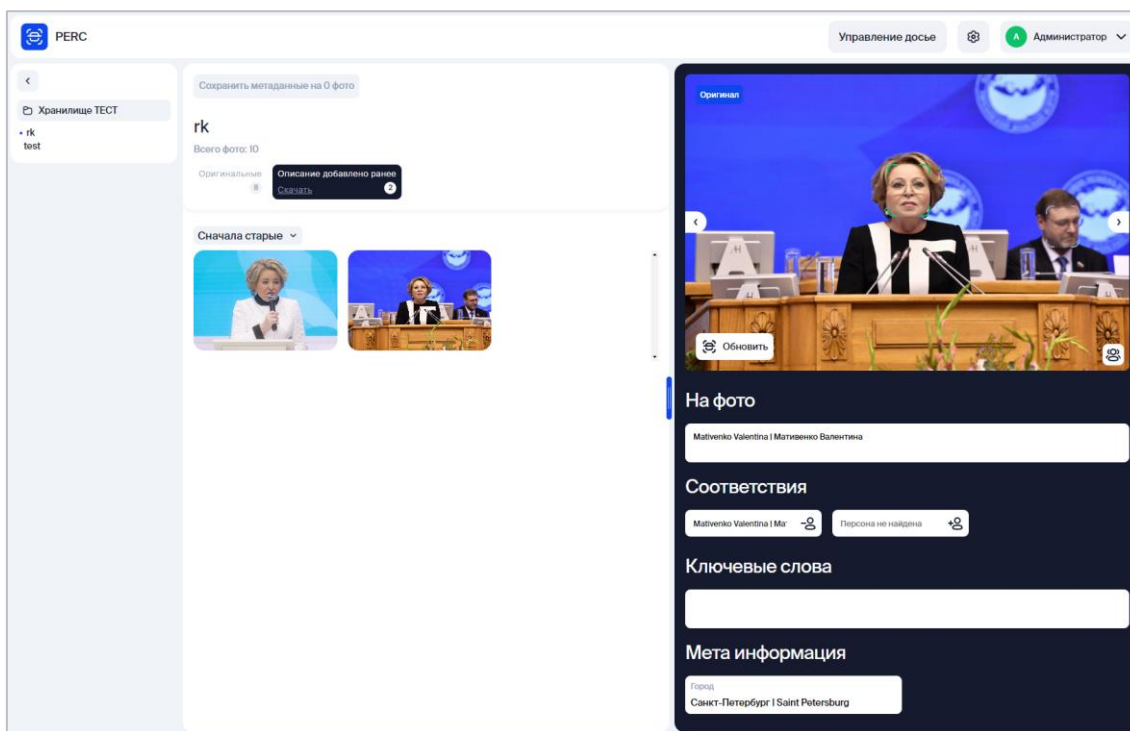 PERC
Управление досье
А Администратор
Хранилище ТЕСТ
rk
test
Сохранить метаданные на 0 фото
rk
Всего фото: 10
Оригинальные
8
Описание добавлено ранее
Скачать
2
Сначала старые
Оригинал
Обновить
На фото
Mativenko Valentina | Мативенко Валентина
Соответствия
Mativenko Valentina | Мат
Персона не найдена
Ключевые слова
Мета информация
Город
Санкт-Петербург | Saint Petersburg